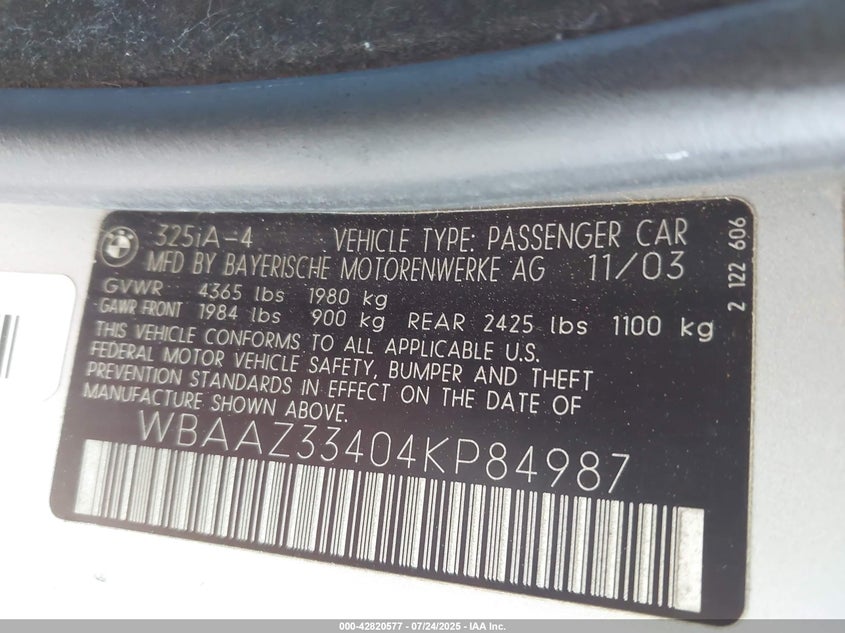 325iA-4 VEHICLE TYPE: PASSENGER CAR
MFD BY BAYERISCHE MOTORENWERKE AG 11/03
GVWR 4365 lbs 1980 kg
GAWR FRONT 1984 lbs 900 kg REAR 2425 lbs 1100 kg
THIS VEHICLE CONFORMS TO ALL APPLICABLE U.S.
FEDERAL MOTOR VEHICLE SAFETY, BUMPER AND THEFT
PREVENTION STANDARDS IN EFFECT ON THE DATE OF
MANUFACTURE SHOWN ABOVE.
WBAAZ33404KP84987
2 122 606
000-42820577 - 07/24/2025 - IAA Inc.